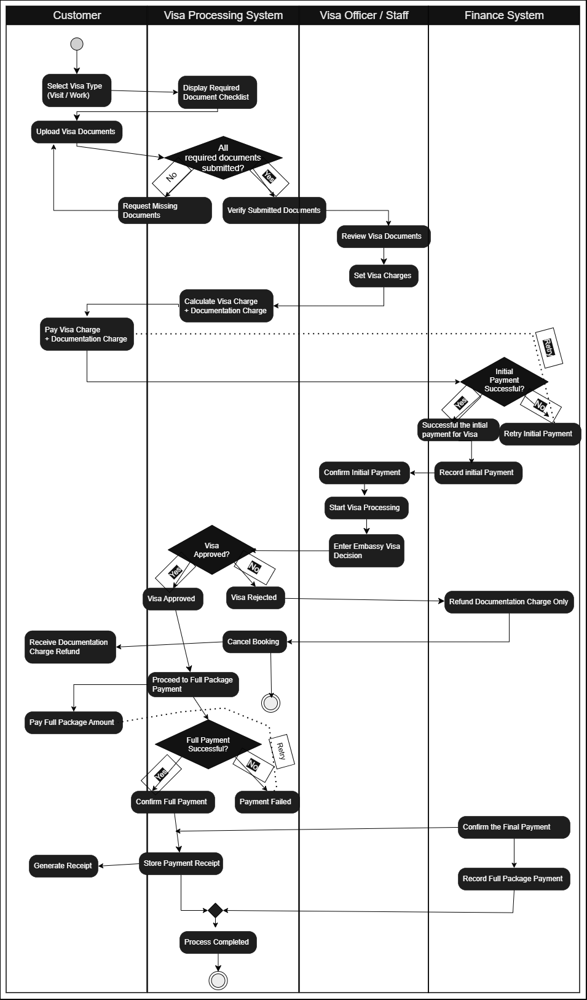 Customer
Visa Processing System
Visa Officer / Staff
Finance System
Select Visa Type
(Visit / Work)
Display Required
Document Checklist
Upload Visa Documents
All
required documents
submitted?
No
Yes
Request Missing
Documents
Verify Submitted Documents
Review Visa Documents
Set Visa Charges
Calculate Visa Charge
+ Documentation Charge
Pay Visa Charge
+ Documentation Charge
Retry
Initial
Payment
Successful?
Yes
No
Successful the intial
payment for Visa
Retry Initial Payment
Confirm Initial Payment
Record initial Payment
Start Visa Processing
Enter Embassy Visa
Decision
Visa
Approved?
Yes
No
Visa Approved
Visa Rejected
Refund Documentation Charge Only
Receive Documentation
Charge Refund
Cancel Booking
Proceed to Full Package
Payment
Pay Full Package Amount
Full Payment
Successful?
Retry
Yes
No
Confirm Full Payment
Payment Failed
Confirm the Final Payment
Generate Receipt
Store Payment Receipt
Record Full Package Payment
Process Completed